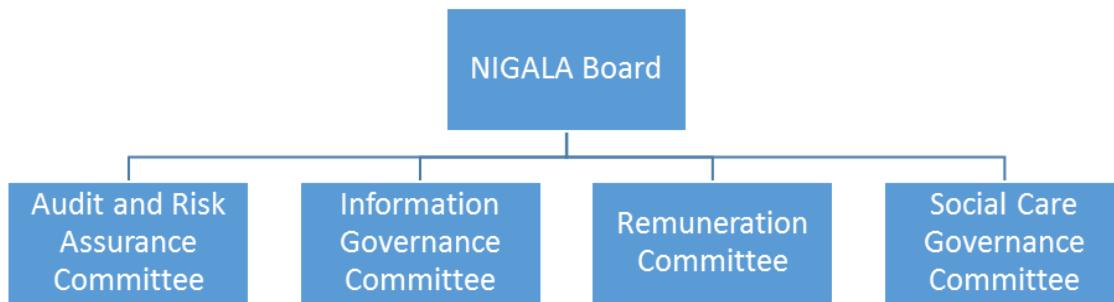 NIGALA Board
Audit and Risk
Assurance
Committee
Information
Governance
Committee
Remuneration
Committee
Social Care
Governance
Committee